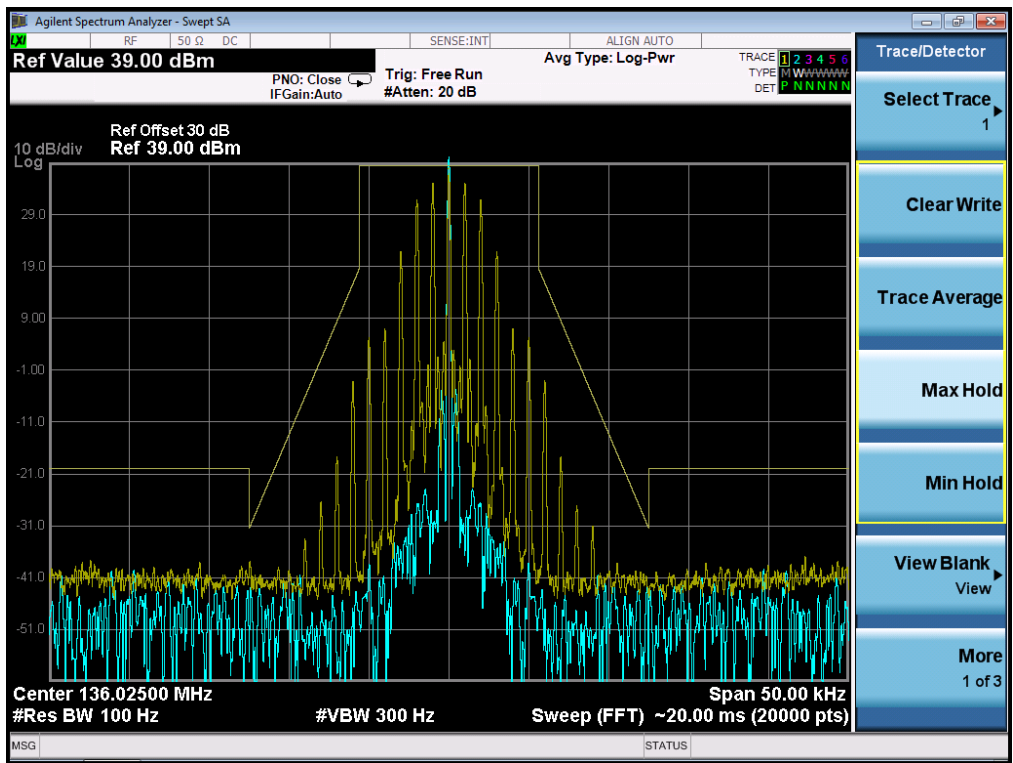 Agilent Spectrum Analyzer - Swept SA
LXI
RF
50 Ω DC
SENSE:INT
ALIGN AUTO
Ref Value 39.00 dBm
PNO: Close
IFGain:Auto
Trig: Free Run
#Atten: 20 dB
Avg Type: Log-Pwr
TRACE 1 2 3 4 5 6
TYPE M W W W W W
DET P N N N N N
Ref Offset 30 dB
10 dB/div
Ref 39.00 dBm
Log
29.0
19.0
9.00
-1.00
-11.0
-21.0
-31.0
-41.0
-51.0
Center 136.02500 MHz
Span 50.00 kHz
#Res BW 100 Hz
#VBW 300 Hz
Sweep (FFT) ~20.00 ms (20000 pts)
MSG
STATUS
Trace/Detector
Select Trace
1
Clear Write
Trace Average
Max Hold
Min Hold
View Blank
View
More
1 of 3